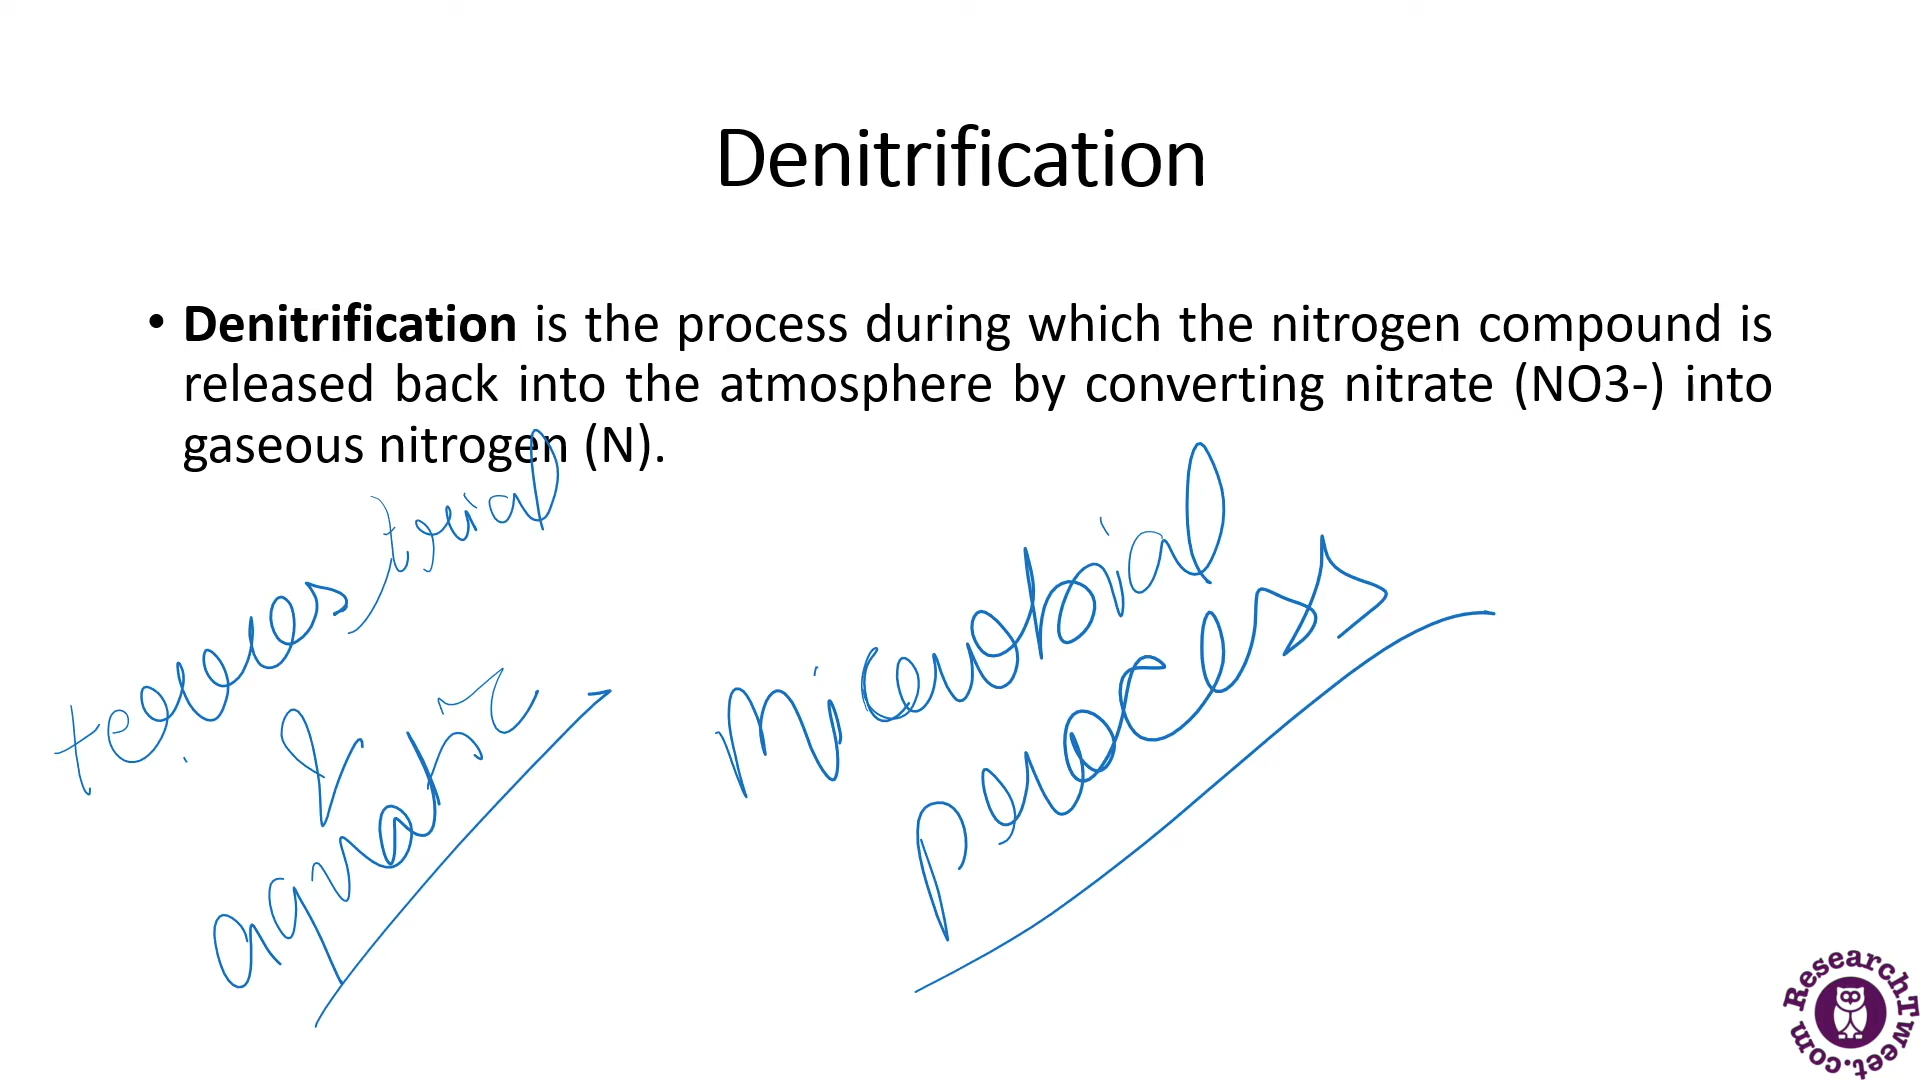 Denitrification
• Denitrification is the process during which the nitrogen compound is
released back into the atmosphere by converting nitrate (NO3-) into
gaseous nitrogen (N).
terrestrial
&
aquatic
microbial
process
ResearchTweet.com